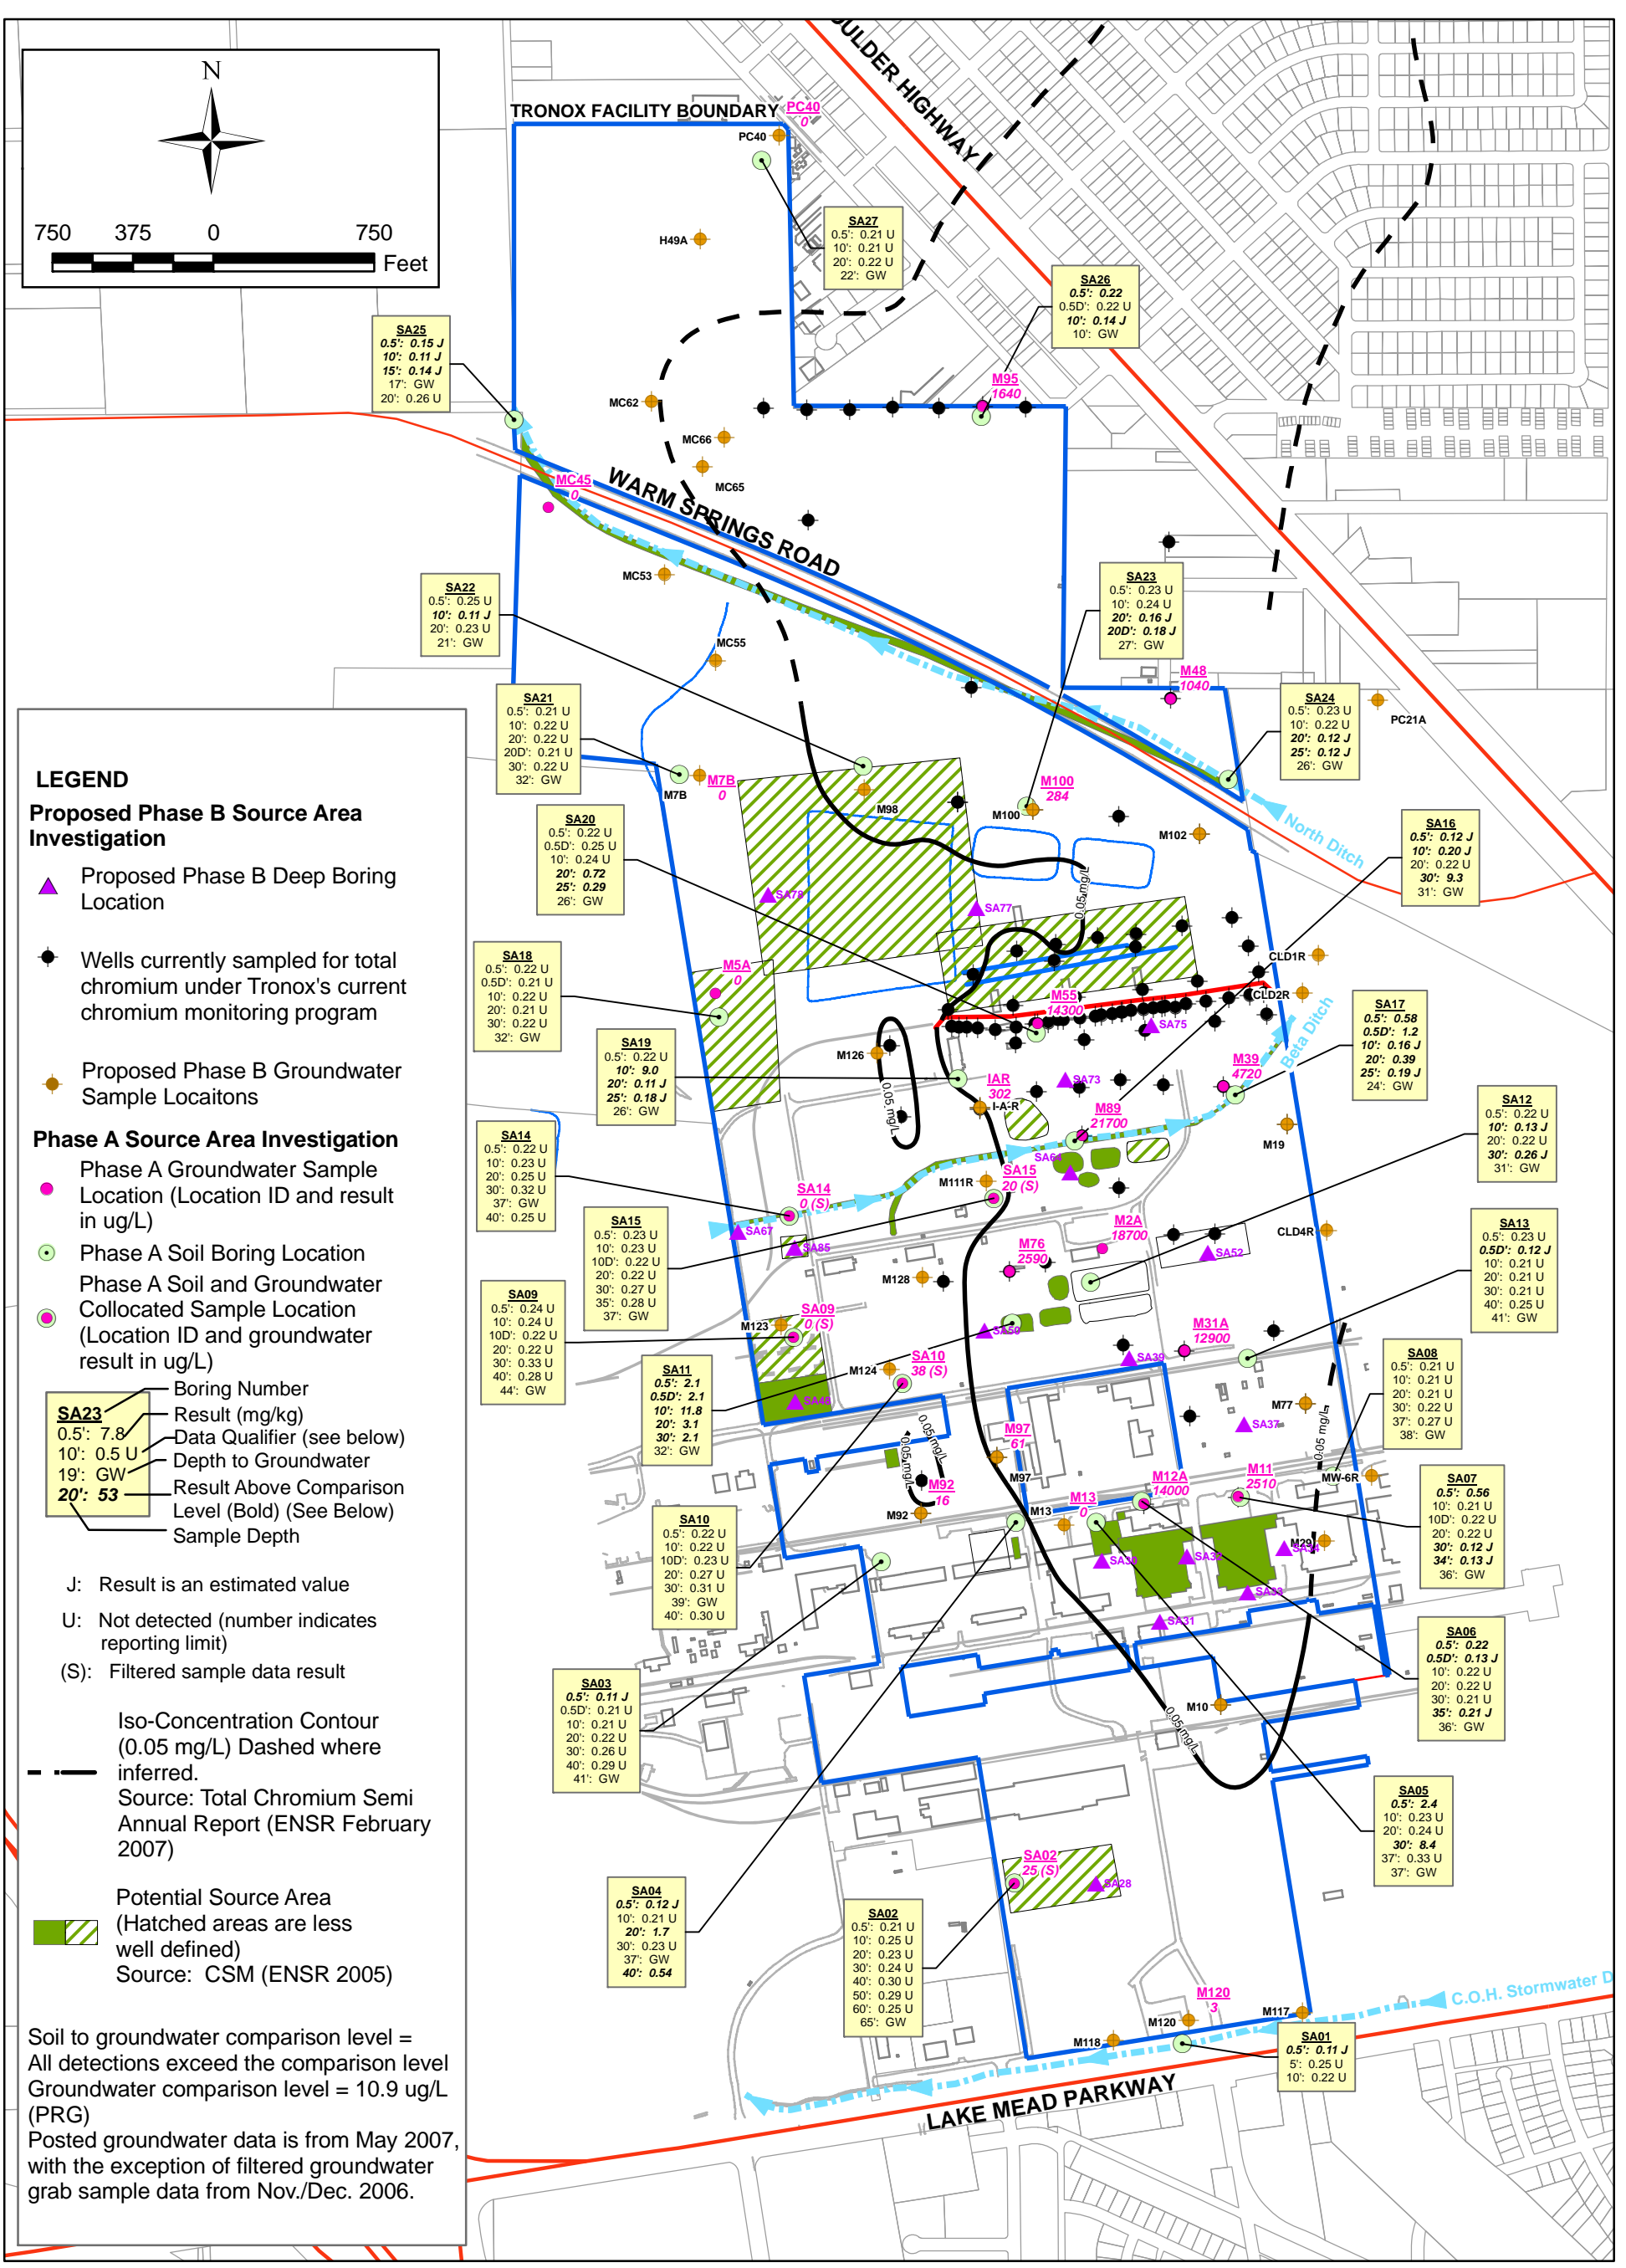 N
750 375 0 750
Feet
TRONOX FACILITY BOUNDARY
BOULDER HIGHWAY
WARM SPRINGS ROAD
LAKE MEAD PARKWAY
North Ditch
Beta Ditch
C.O.H. Stormwater D
LEGEND
Proposed Phase B Source Area
Investigation
Proposed Phase B Deep Boring
Location
Wells currently sampled for total
chromium under Tronox's current
chromium monitoring program
Proposed Phase B Groundwater
Sample Locaitons
Phase A Source Area Investigation
Phase A Groundwater Sample
Location (Location ID and result
in ug/L)
Phase A Soil Boring Location
Phase A Soil and Groundwater
Collocated Sample Location
(Location ID and groundwater
result in ug/L)
SA23
0.5': 7.8
10': 0.5 U
19': GW
20': 53
Boring Number
Result (mg/kg)
Data Qualifier (see below)
Depth to Groundwater
Result Above Comparison
Level (Bold) (See Below)
Sample Depth
J: Result is an estimated value
U: Not detected (number indicates
reporting limit)
(S): Filtered sample data result
Iso-Concentration Contour
(0.05 mg/L) Dashed where
inferred.
Source: Total Chromium Semi
Annual Report (ENSR February
2007)
Potential Source Area
(Hatched areas are less
well defined)
Source: CSM (ENSR 2005)
Soil to groundwater comparison level =
All detections exceed the comparison level
Groundwater comparison level = 10.9 ug/L
(PRG)
Posted groundwater data is from May 2007,
with the exception of filtered groundwater
grab sample data from Nov./Dec. 2006.
SA27
0.5': 0.21 U
10': 0.21 U
20': 0.22 U
22': GW
SA26
0.5': 0.22
0.5D': 0.22 U
10': 0.14 J
10': GW
SA25
0.5': 0.15 J
10': 0.11 J
15': 0.14 J
17': GW
20': 0.26 U
SA22
0.5': 0.25 U
10': 0.11 J
20': 0.23 U
21': GW
SA23
0.5': 0.23 U
10': 0.24 U
20': 0.16 J
20D': 0.18 J
27': GW
SA21
0.5': 0.21 U
10': 0.22 U
20': 0.22 U
20D': 0.21 U
30': 0.22 U
32': GW
SA24
0.5': 0.23 U
10': 0.22 U
20': 0.12 J
25': 0.12 J
26': GW
SA20
0.5': 0.22 U
0.5D': 0.25 U
10': 0.24 U
20': 0.72
25': 0.29
26': GW
SA16
0.5': 0.12 J
10': 0.20 J
20': 0.22 U
30': 9.3
31': GW
SA18
0.5': 0.22 U
0.5D': 0.21 U
10': 0.22 U
20': 0.21 U
30': 0.22 U
32': GW
SA17
0.5': 0.58
0.5D': 1.2
10': 0.16 J
20': 0.39
25': 0.19 J
24': GW
SA19
0.5': 0.22 U
10': 9.0
20': 0.11 J
25': 0.18 J
26': GW
SA12
0.5': 0.22 U
10': 0.13 J
20': 0.22 U
30': 0.26 J
31': GW
SA14
0.5': 0.22 U
10': 0.23 U
20': 0.25 U
30': 0.32 U
37': GW
40': 0.25 U
SA15
0.5': 0.23 U
10': 0.23 U
10D': 0.22 U
20': 0.22 U
30': 0.27 U
35': 0.28 U
37': GW
SA13
0.5': 0.23 U
0.5D': 0.12 J
10': 0.21 U
20': 0.21 U
30': 0.21 U
40': 0.25 U
41': GW
SA09
0.5': 0.24 U
10': 0.24 U
10D': 0.22 U
20': 0.22 U
30': 0.33 U
40': 0.28 U
44': GW
SA11
0.5': 2.1
0.5D': 2.1
10': 11.8
20': 3.1
30': 2.1
32': GW
SA08
0.5': 0.21 U
10': 0.21 U
20': 0.21 U
30': 0.22 U
37': 0.27 U
38': GW
SA07
0.5': 0.56
10': 0.21 U
10D': 0.22 U
20': 0.22 U
30': 0.12 J
34': 0.13 J
36': GW
SA10
0.5': 0.22 U
10': 0.22 U
10D': 0.23 U
20': 0.27 U
30': 0.31 U
39': GW
40': 0.30 U
SA06
0.5': 0.22
0.5D': 0.13 J
10': 0.22 U
20': 0.22 U
30': 0.21 U
35': 0.21 J
36': GW
SA03
0.5': 0.11 J
0.5D': 0.21 U
10': 0.21 U
20': 0.22 U
30': 0.26 U
40': 0.29 U
41': GW
SA05
0.5': 2.4
10': 0.23 U
20': 0.24 U
30': 8.4
37': 0.33 U
37': GW
SA04
0.5': 0.12 J
10': 0.21 U
20': 1.7
30': 0.23 U
37': GW
40': 0.54
SA02
0.5': 0.21 U
10': 0.25 U
20': 0.23 U
30': 0.24 U
40': 0.30 U
50': 0.29 U
60': 0.25 U
65': GW
SA01
0.5': 0.11 J
5': 0.25 U
10': 0.22 U
PC40
0
PC40
H49A
M95
1640
MC62
MC66
MC65
MC45
0
MC53
MC55
M48
1040
PC21A
M7B
0
M7B
M98
M100
284
M100
M102
SA78
SA77
0.05 mg/L
M5A
0
M55
14300
CLD1R
CLD2R
SA75
M126
0.05 mg/L
IAR
302
I-A-R
SA73
M39
4720
M89
21700
M19
SA64
M111R
SA15
20 (S)
SA14
0 (S)
SA67
SA85
M2A
18700
M76
2590
SA52
CLD4R
M128
M123
SA09
0 (S)
SA50
SA39
M31A
12900
M124
SA10
38 (S)
SA48
SA37
M77
0.05 mg/L
0.05 mg/L
0.05 mg/L
M97
61
M97
M92
16
M92
M12A
14000
M11
2510
MW-6R
M13
M13
0
M29
SA34
SA30
SA32
SA33
SA31
M10
0.05 mg/L
SA02
25 (S)
SA28
M120
3
M120
M117
M118